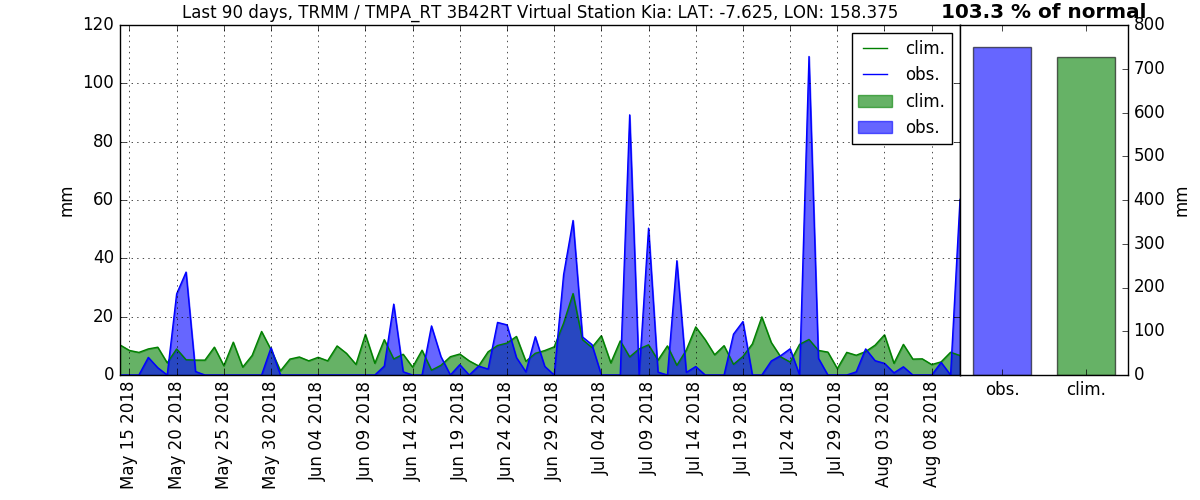 Last 90 days, TRMM / TMPA_RT 3B42RT Virtual Station Kia: LAT: -7.625, LON: 158.375
103.3 % of normal
120
100
80
60
40
20
0
mm
clim.
obs.
clim.
obs.
800
700
600
500
400
300
200
100
0
mm
May 15 2018
May 20 2018
May 25 2018
May 30 2018
Jun 04 2018
Jun 09 2018
Jun 14 2018
Jun 19 2018
Jun 24 2018
Jun 29 2018
Jul 04 2018
Jul 09 2018
Jul 14 2018
Jul 19 2018
Jul 24 2018
Jul 29 2018
Aug 03 2018
Aug 08 2018
obs.
clim.